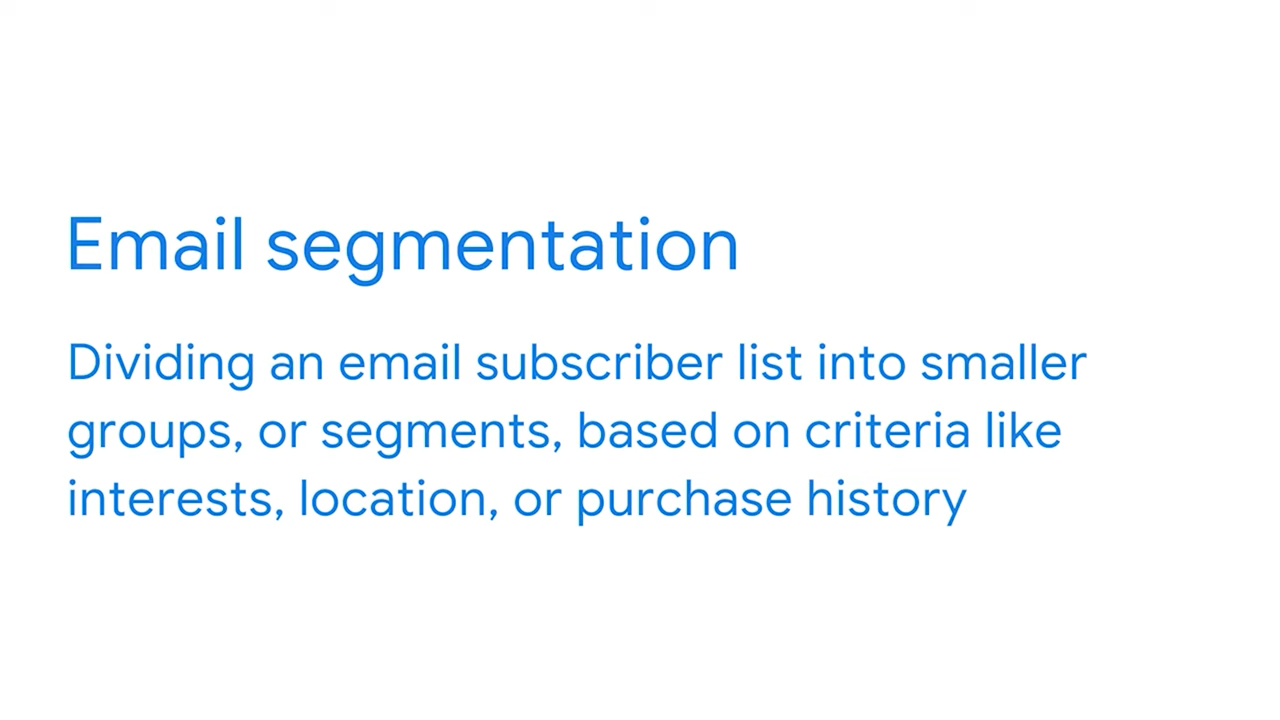 Email segmentation
Dividing an email subscriber list into smaller
groups, or segments, based on criteria like
interests, location, or purchase history